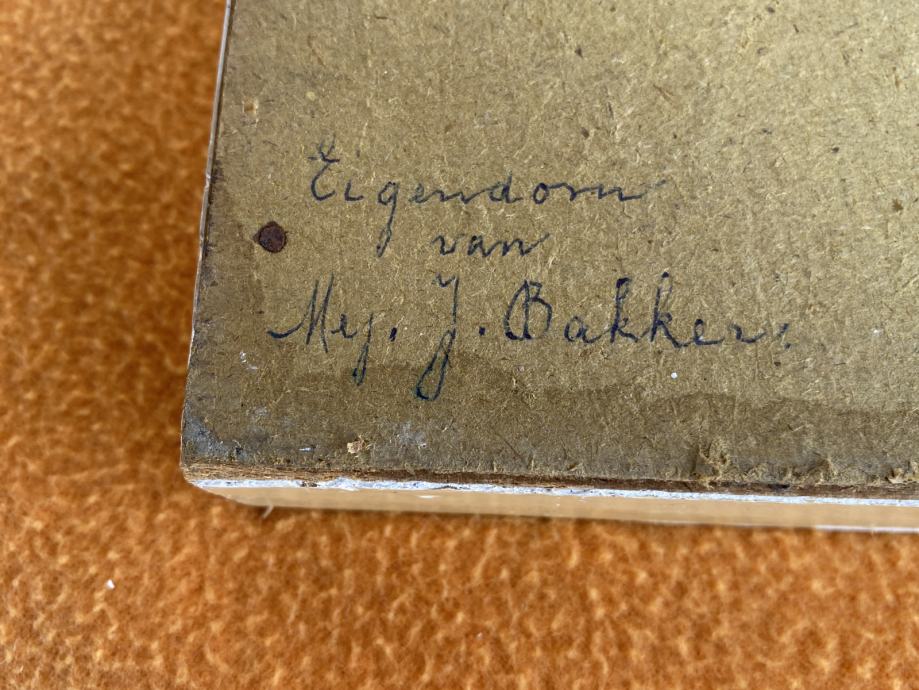 Eigendom
van
Mej. J. Bakker.